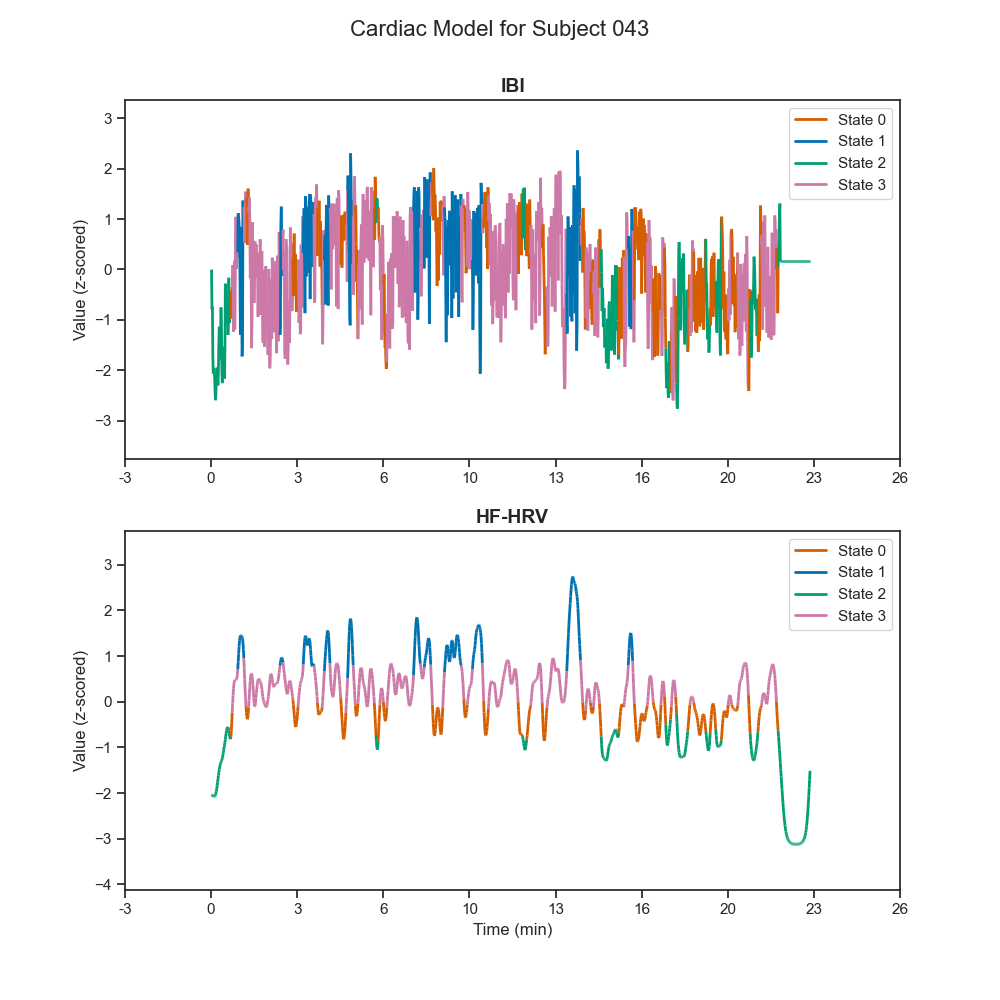 Cardiac Model for Subject 043
IBI
Value (z-scored)
3
2
1
0
−1
−2
−3
-3 0 3 6 10 13 16 20 23 26
State 0
State 1
State 2
State 3
HF-HRV
Value (z-scored)
3
2
1
0
−1
−2
−3
−4
-3 0 3 6 10 13 16 20 23 26
State 0
State 1
State 2
State 3
Time (min)